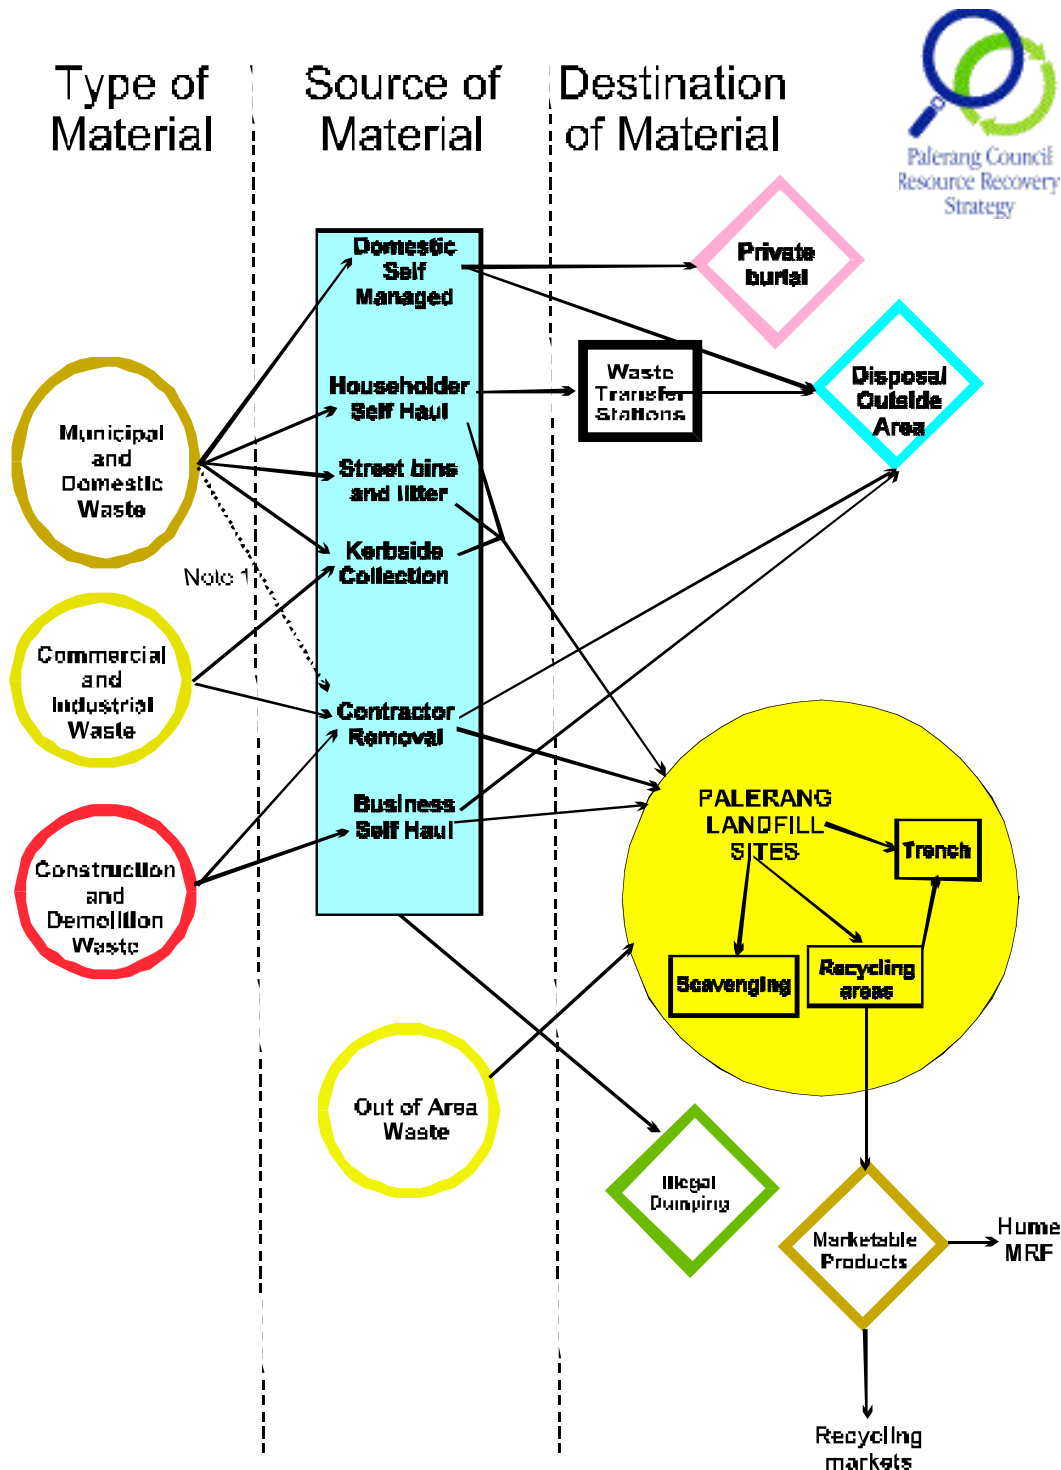 Type of
Material
Source of
Material
Destination
of Material
Palerang Council
Resource Recovery
Strategy
Domestic
Self
Managed
Private
burial
Householder
Self Haul
Waste
Transfer
Stations
Disposal
Outside
Area
Municipal
and
Domestic
Waste
Street bins
and litter
Kerbside
Collection
Note 1
Commercial
and
Industrial
Waste
Contractor
Removal
Business
Self Haul
PALERANG
LANDFILL
SITES
Trench
Construction
and
Demolition
Waste
Scavenging
Recycling
areas
Out of Area
Waste
Illegal
Dumping
Marketable
Products
Hume
MRF
Recycling
markets